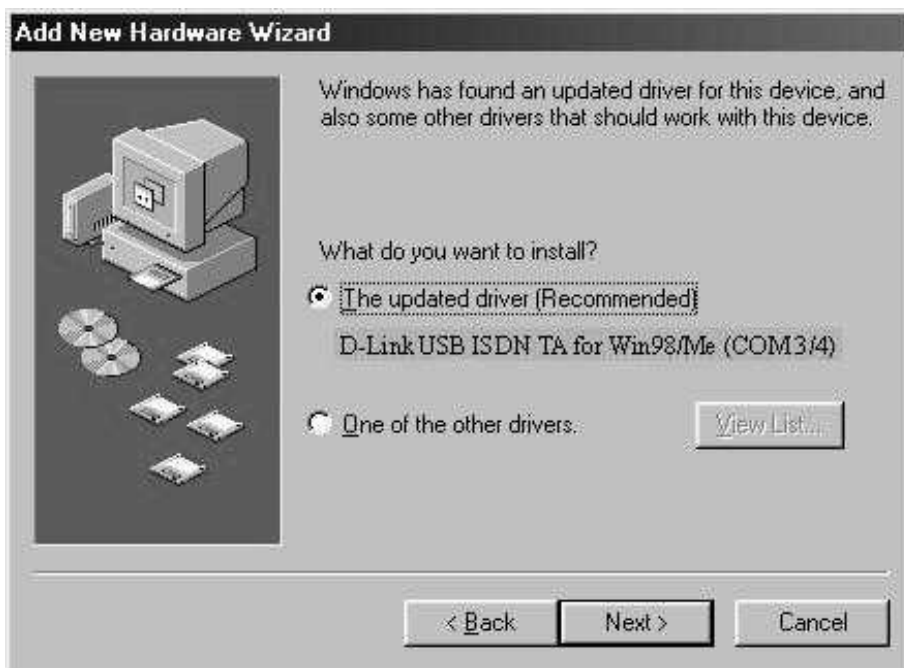 Add New Hardware Wizard
Windows has found an updated driver for this device, and
also some other drivers that should work with this device.
What do you want to install?
The updated driver (Recommended)
D-Link USB ISDN TA for Win98/Me (COM3/4)
One of the other drivers.
View List...
< Back
Next >
Cancel